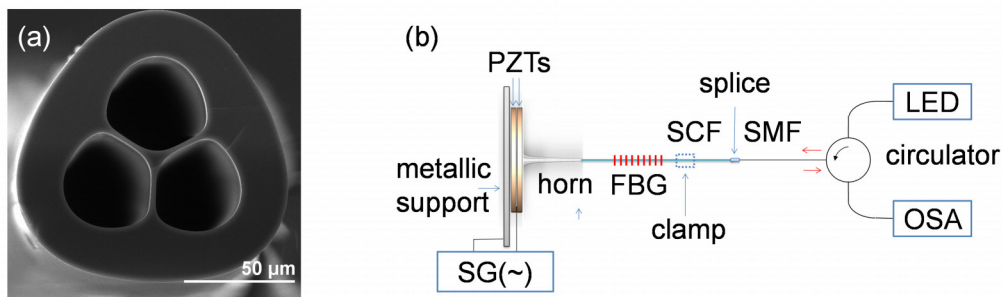 (a)
50 µm
(b)
PZTs
splice
LED
SCF
SMF
metallic
support
horn
FBG
circulator
clamp
OSA
SG(~)